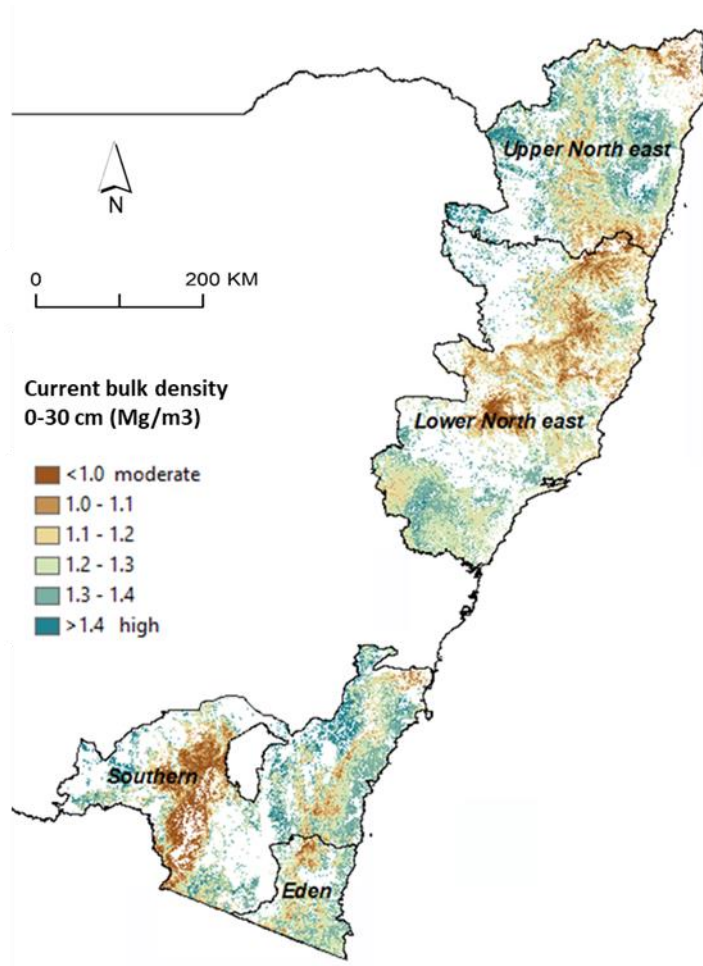 Upper North east
N
0 200 KM
Current bulk density
0-30 cm (Mg/m3)
Lower North east
<1.0 moderate
1.0 - 1.1
1.1 - 1.2
1.2 - 1.3
1.3 - 1.4
>1.4 high
Southern
Eden